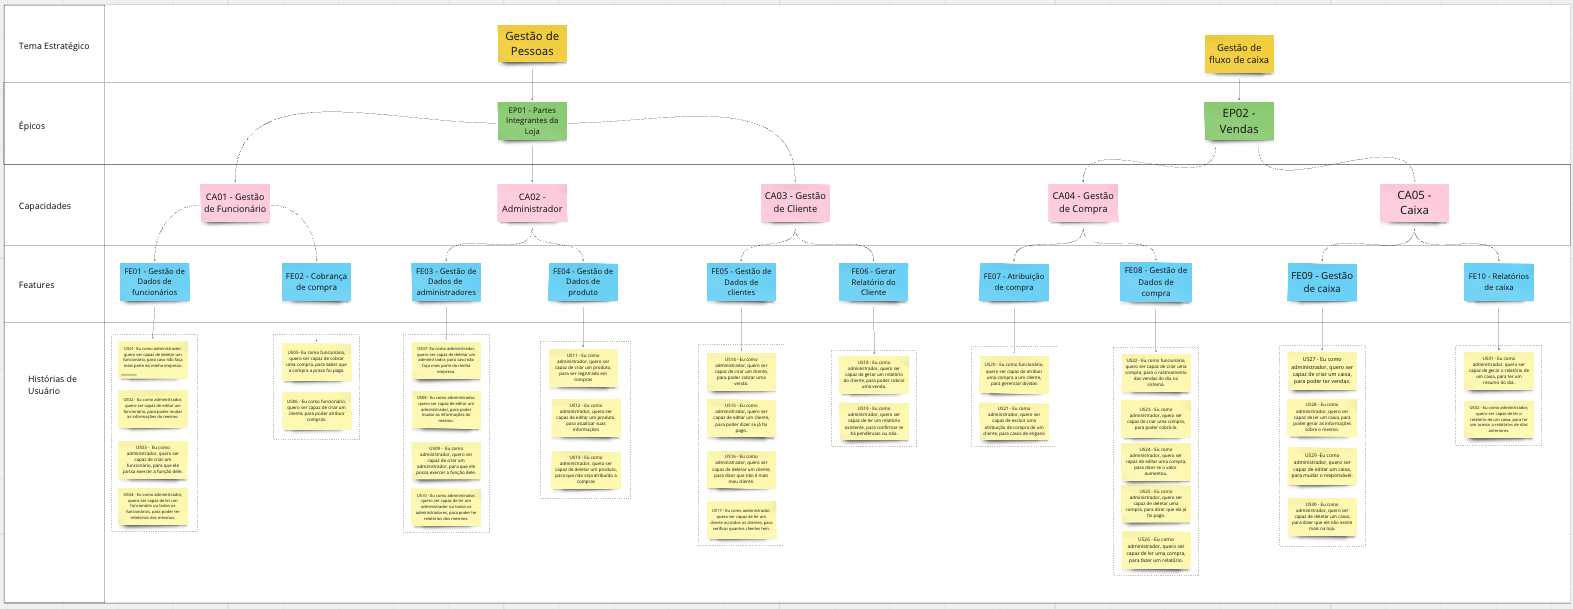 Tema Estratégico
Gestão de
Pessoas
Gestão de
fluxo de caixa
Épicos
EP01 - Partes
Integrantes da
Loja
EP02 -
Vendas
Capacidades
CA01 - Gestão
de Funcionário
CA02 -
Administrador
CA03 - Gestão
de Cliente
CA04 - Gestão
de Compra
CA05 -
Caixa
Features
FE01 - Gestão de
Dados de
funcionários
FE02 - Cobrança
de compra
FE03 - Gestão de
Dados de
administradores
FE04 - Gestão de
Dados de
produto
FE05 - Gestão de
Dados de
clientes
FE06 - Gerar
Relatório do
Cliente
FE07 - Atribuição
de compra
FE08 - Gestão de
Dados de
compra
FE09 - Gestão
de caixa
FE10 - Relatórios
de caixa
Histórias de
Usuário
US01- Eu como administrador,
quero ser capaz de deletar um
funcionário, para caso não faça
mais parte da minha empresa.
US02 - Eu como administrador,
quero ser capaz de editar um
funcionário, para poder mudar
as informações do mesmo.
US03 - Eu como
administrador, quero ser
capaz de criar um
funcionário, para que ele
possa exercer a função dele.
US04 - Eu como administrador,
quero ser capaz de ler um
funcionário ou todos os
funcionários, para poder ter
relatórios dos mesmos.
US05- Eu como funcionário,
quero ser capaz de cobrar
uma compra, para saber que
a compra a prazo foi paga.
US06 - Eu como funcionário,
quero ser capaz de criar um
cliente, para poder atribuir
compras.
US07- Eu como administrador,
quero ser capaz de deletar um
administrador, para caso não
faça mais parte da minha
empresa.
US08 - Eu como administrador,
quero ser capaz de editar um
administrador, para poder
mudar as informações do
mesmo.
US09 - Eu como
administrador, quero ser
capaz de criar um
administrador, para que ele
possa exercer a função dele.
US10 - Eu como administrador,
quero ser capaz de ler um
administrador ou todos os
administradores, para poder ter
relatórios dos mesmos.
US11 - Eu como
administrador, quero ser
capaz de criar um produto,
para ser registrado em
compras
US12 - Eu como
administrador, quero ser
capaz de editar um produto,
para atualizar suas
informações
US13 - Eu como
administrador, quero ser
capaz de deletar um produto,
para que não seja atribuido a
compras
US14 - Eu como
administrador, quero ser
capaz de criar um cliente,
para poder cobrar uma
venda.
US15 - Eu como
administrador, quero ser
capaz de editar um cliente,
para poder dizer se já foi
pago.
US16 - Eu como
administrador, quero ser
capaz de deletar um cliente,
para dizer que não é mais
meu cliente.
US17 - Eu como administrador,
quero ser capaz de ler um
cliente ou todos os clientes, para
verificar quantos clientes tem.
US18 - Eu como
administrador, quero ser
capaz de gerar um relatório
do cliente, para poder cobrar
uma venda.
US19 - Eu como
administrador, quero ser
capaz de ler um relatório
existente, para confirmar se
há pendências ou não.
US20 - Eu como funcionário,
quero ser capaz de atribuir
uma compra a um cliente,
para gerenciar dívidas
US21 - Eu como
administrador, quero ser
capaz de excluir uma
atribuição de compra de um
cliente, para casos de engano
US22 - Eu como funcionário,
quero ser capaz de criar uma
compra, para o rastreamento
das vendas do dia no
sistema.
US23 - Eu como
administrador, quero ser
capaz de criar uma compra,
para poder cobrá-la.
US24 - Eu como
administrador, quero ser
capaz de editar uma compra,
para dizer se o valor
aumentou.
US25 - Eu como
administrador, quero ser
capaz de deletar uma
compra, para dizer que ela já
foi paga.
US26 - Eu como
administrador, quero ser
capaz de ler uma compra,
para fazer um relatório.
US27 - Eu como
administrador, quero ser
capaz de criar um caixa,
para poder ter vendas.
US28 - Eu como
administrador, quero ser
capaz de ler um caixa, para
poder gerar as informações
sobre o mesmo.
US29 -Eu como
administrador, quero ser
capaz de editar um caixa,
para mudar o responsável.
US30 - Eu como
administrador, quero ser
capaz de deletar um caixa,
para dizer que ele não existe
mais na loja.
US31 - Eu como
administrador, quero ser
capaz de gerar o relatório de
um caixa, para ter um
resumo do dia.
US32 - Eu como administrador,
quero ser capaz de ler o
relatório de um caixa, para ter
um acesso a relatórios de dias
anteriores.